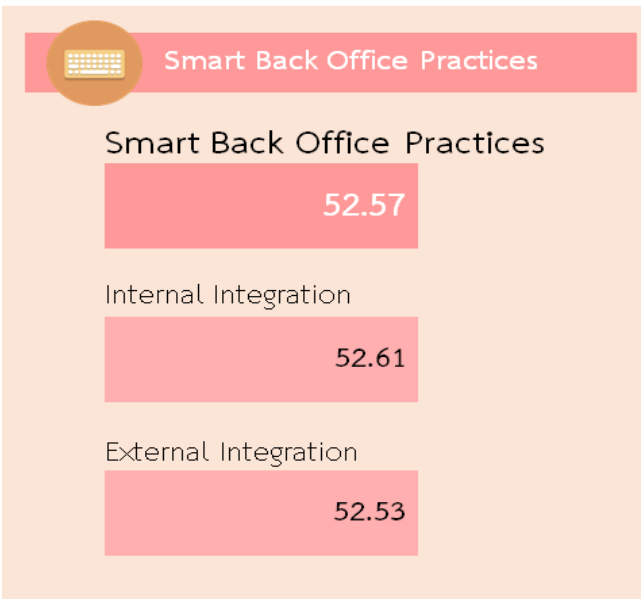 Smart Back Office Practices
Smart Back Office Practices
52.57
Internal Integration
52.61
External Integration
52.53